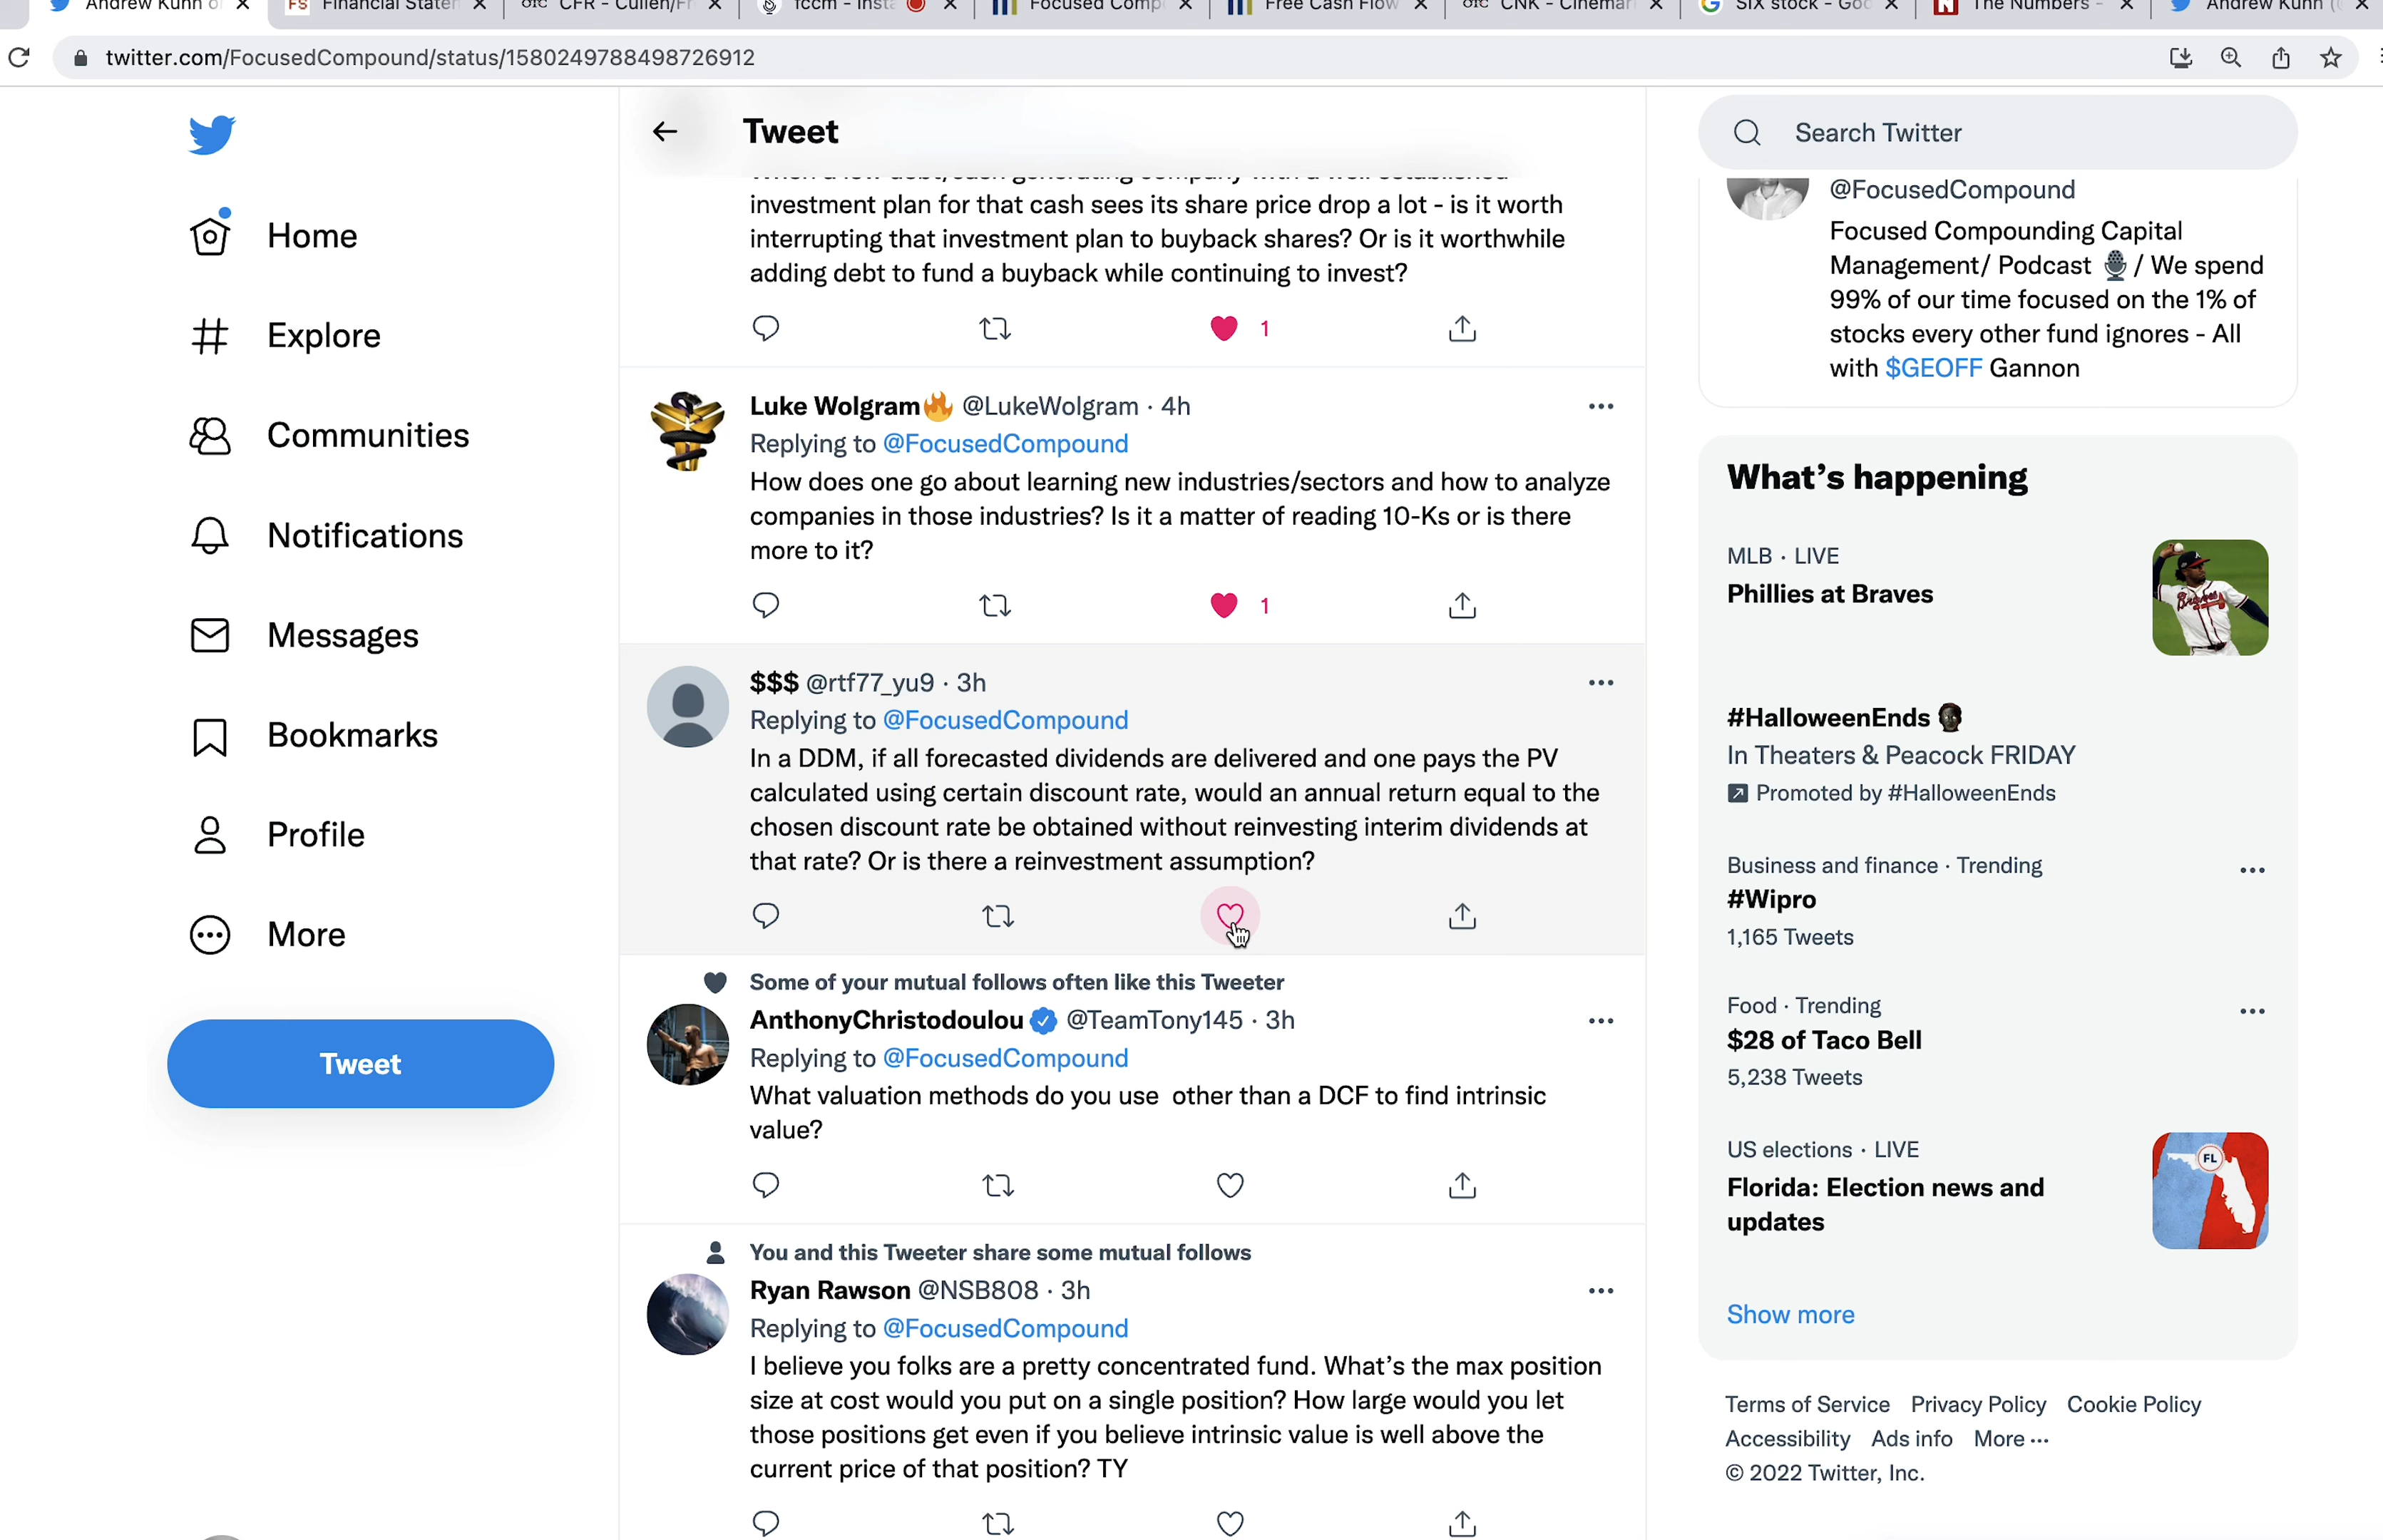 Andrew Kuhn o
FS Financial Stater
OTC CFR - Cullen/Fr
fccm - Insta
Focused Comp
Free Cash Flow
OTC CNK - Cinemar
SIX stock - Goo
N The Numbers -
Andrew Kuhn (@
twitter.com/FocusedCompound/status/1580249788498726912
Home
Explore
Communities
Notifications
Messages
Bookmarks
Profile
More
Tweet
Tweet
investment plan for that cash sees its share price drop a lot - is it worth
interrupting that investment plan to buyback shares? Or is it worthwhile
adding debt to fund a buyback while continuing to invest?
1
Luke Wolgram🔥 @LukeWolgram · 4h
Replying to @FocusedCompound
How does one go about learning new industries/sectors and how to analyze
companies in those industries? Is it a matter of reading 10-Ks or is there
more to it?
1
$$$ @rtf77_yu9 · 3h
Replying to @FocusedCompound
In a DDM, if all forecasted dividends are delivered and one pays the PV
calculated using certain discount rate, would an annual return equal to the
chosen discount rate be obtained without reinvesting interim dividends at
that rate? Or is there a reinvestment assumption?
Some of your mutual follows often like this Tweeter
AnthonyChristodoulou @TeamTony145 · 3h
Replying to @FocusedCompound
What valuation methods do you use other than a DCF to find intrinsic
value?
You and this Tweeter share some mutual follows
Ryan Rawson @NSB808 · 3h
Replying to @FocusedCompound
I believe you folks are a pretty concentrated fund. What's the max position
size at cost would you put on a single position? How large would you let
those positions get even if you believe intrinsic value is well above the
current price of that position? TY
Search Twitter
@FocusedCompound
Focused Compounding Capital
Management/ Podcast 🎙️ / We spend
99% of our time focused on the 1% of
stocks every other fund ignores - All
with $GEOFF Gannon
What's happening
MLB · LIVE
Phillies at Braves
Braves
#HalloweenEnds
In Theaters & Peacock FRIDAY
Promoted by #HalloweenEnds
Business and finance · Trending
#Wipro
1,165 Tweets
Food · Trending
$28 of Taco Bell
5,238 Tweets
US elections · LIVE
Florida: Election news and
updates
FL
Show more
Terms of Service Privacy Policy Cookie Policy
Accessibility Ads info More ···
© 2022 Twitter, Inc.